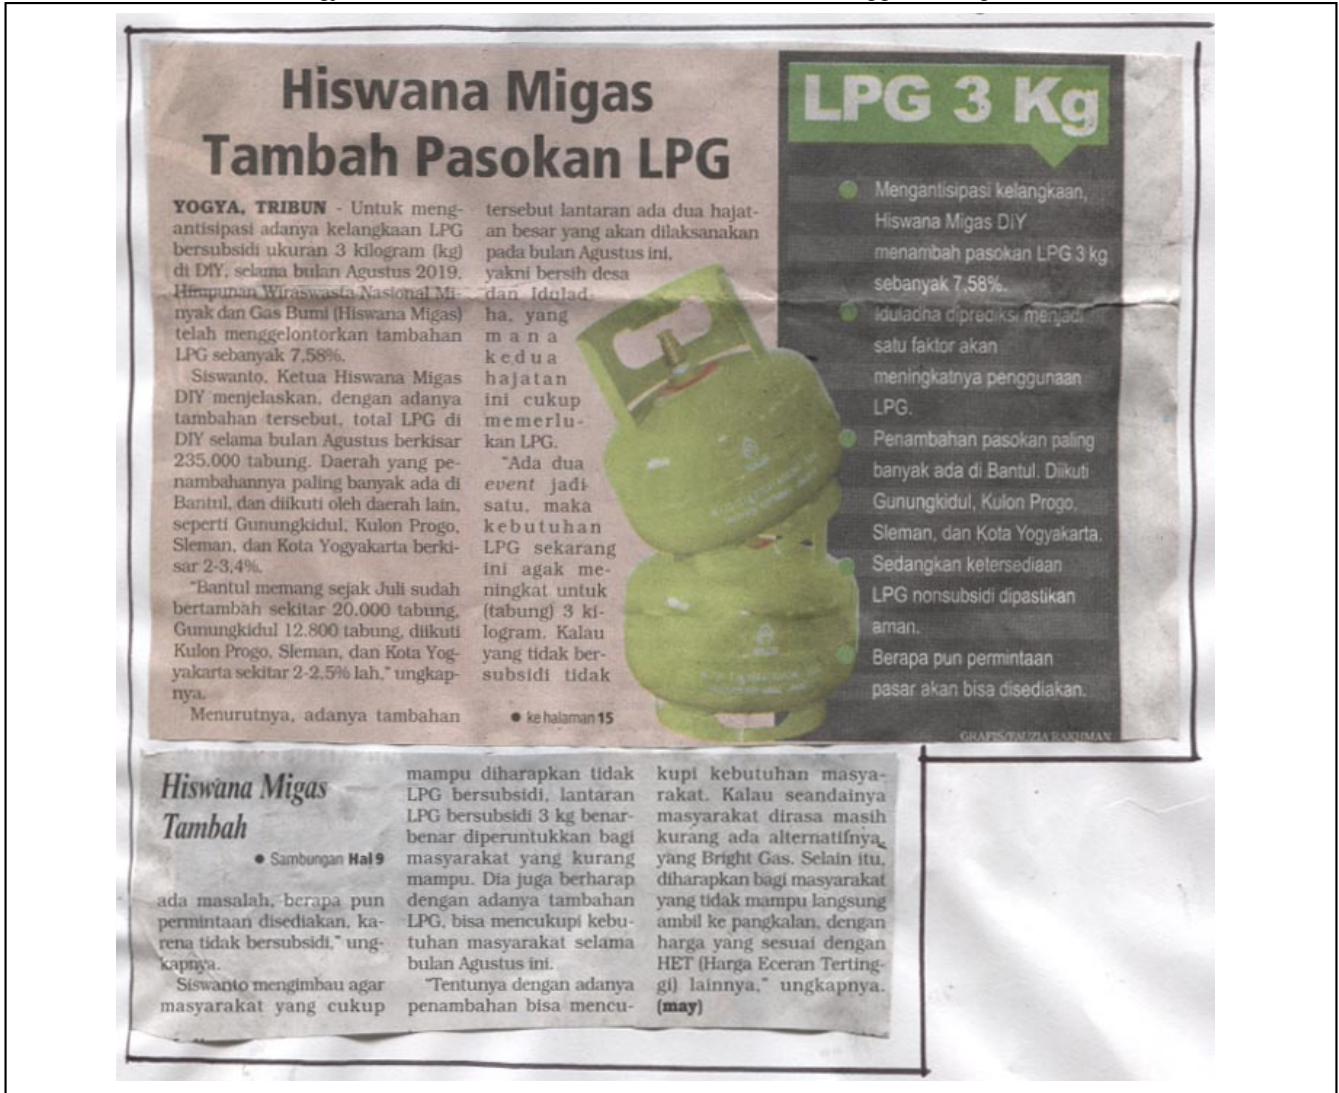 Hiswana Migas
Tambah Pasokan LPG
YOGYA, TRIBUN - Untuk meng-
antisipasi adanya kelangkaan LPG
bersubsidi ukuran 3 kilogram (kg)
di DIY, selama bulan Agustus 2019,
Himpunan Wiraswasta Nasional Mi-
nyak dan Gas Bumi (Hiswana Migas)
telah menggelontorkan tambahan
LPG sebanyak 7,58%.
Siswanto, Ketua Hiswana Migas
DIY menjelaskan, dengan adanya
tambahan tersebut, total LPG di
DIY selama bulan Agustus berkisar
235.000 tabung. Daerah yang pe-
nambahannya paling banyak ada di
Bantul, dan diikuti oleh daerah lain,
seperti Gunungkidul, Kulon Progo,
Sleman, dan Kota Yogyakarta berki-
sar 2-3,4%.
"Bantul memang sejak Juli sudah
bertambah sekitar 20.000 tabung,
Gunungkidul 12.800 tabung, diikuti
Kulon Progo, Sleman, dan Kota Yog-
yakarta sekitar 2-2,5% lah," ungkap-
nya.
Menurutnya, adanya tambahan
tersebut lantaran ada dua hajat-
an besar yang akan dilaksanakan
pada bulan Agustus ini,
yakni bersih desa
dan Idulad-
ha, yang
mana
kedua
hajatan
ini cukup
memerlu-
kan LPG.
"Ada dua
event jadi
satu, maka
kebutuhan
LPG sekarang
ini agak me-
ningkat untuk
(tabung) 3 ki-
logram. Kalau
yang tidak ber-
subsidi tidak
● ke halaman 15
LPG 3 Kg
Mengantisipasi kelangkaan,
Hiswana Migas DIY
menambah pasokan LPG 3 kg
sebanyak 7,58%.
Iduladha diprediksi menjadi
satu faktor akan
meningkatnya penggunaan
LPG.
Penambahan pasokan paling
banyak ada di Bantul. Diikuti
Gunungkidul, Kulon Progo,
Sleman, dan Kota Yogyakarta.
Sedangkan ketersediaan
LPG nonsubsidi dipastikan
aman.
Berapa pun permintaan
pasar akan bisa disediakan.
GRAFIS/FAUZIA RAKHMAN
Hiswana Migas
Tambah
● Sambungan Hal 9
ada masalah, berapa pun
permintaan disediakan, ka-
rena tidak bersubsidi," ung-
kapnya.
Siswanto mengimbau agar
masyarakat yang cukup
mampu diharapkan tidak
LPG bersubsidi, lantaran
LPG bersubsidi 3 kg benar-
benar diperuntukkan bagi
masyarakat yang kurang
mampu. Dia juga berharap
dengan adanya tambahan
LPG, bisa mencukupi kebu-
tuhan masyarakat selama
bulan Agustus ini.
"Tentunya dengan adanya
penambahan bisa mencu-
kupi kebutuhan masya-
rakat. Kalau seandainya
masyarakat dirasa masih
kurang ada alternatifnya,
yang Bright Gas. Selain itu,
diharapkan bagi masyarakat
yang tidak mampu langsung
ambil ke pangkalan, dengan
harga yang sesuai dengan
HET (Harga Eceran Terting-
gi) lainnya," ungkapnya.
(may)